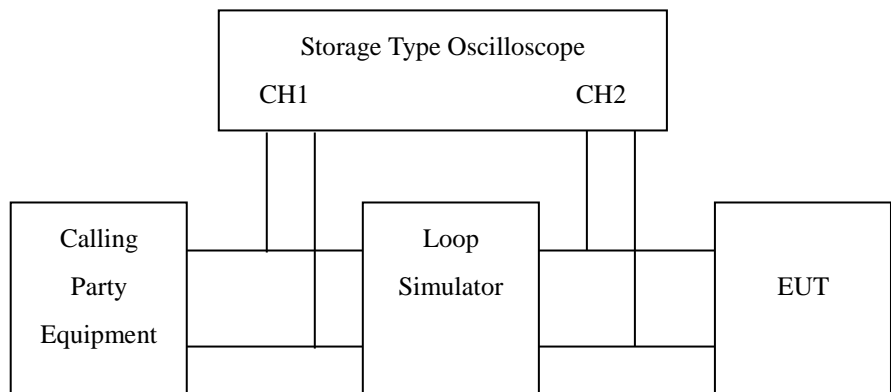 Storage Type Oscilloscope
CH1 CH2
Calling
Party
Equipment
Loop
Simulator
EUT